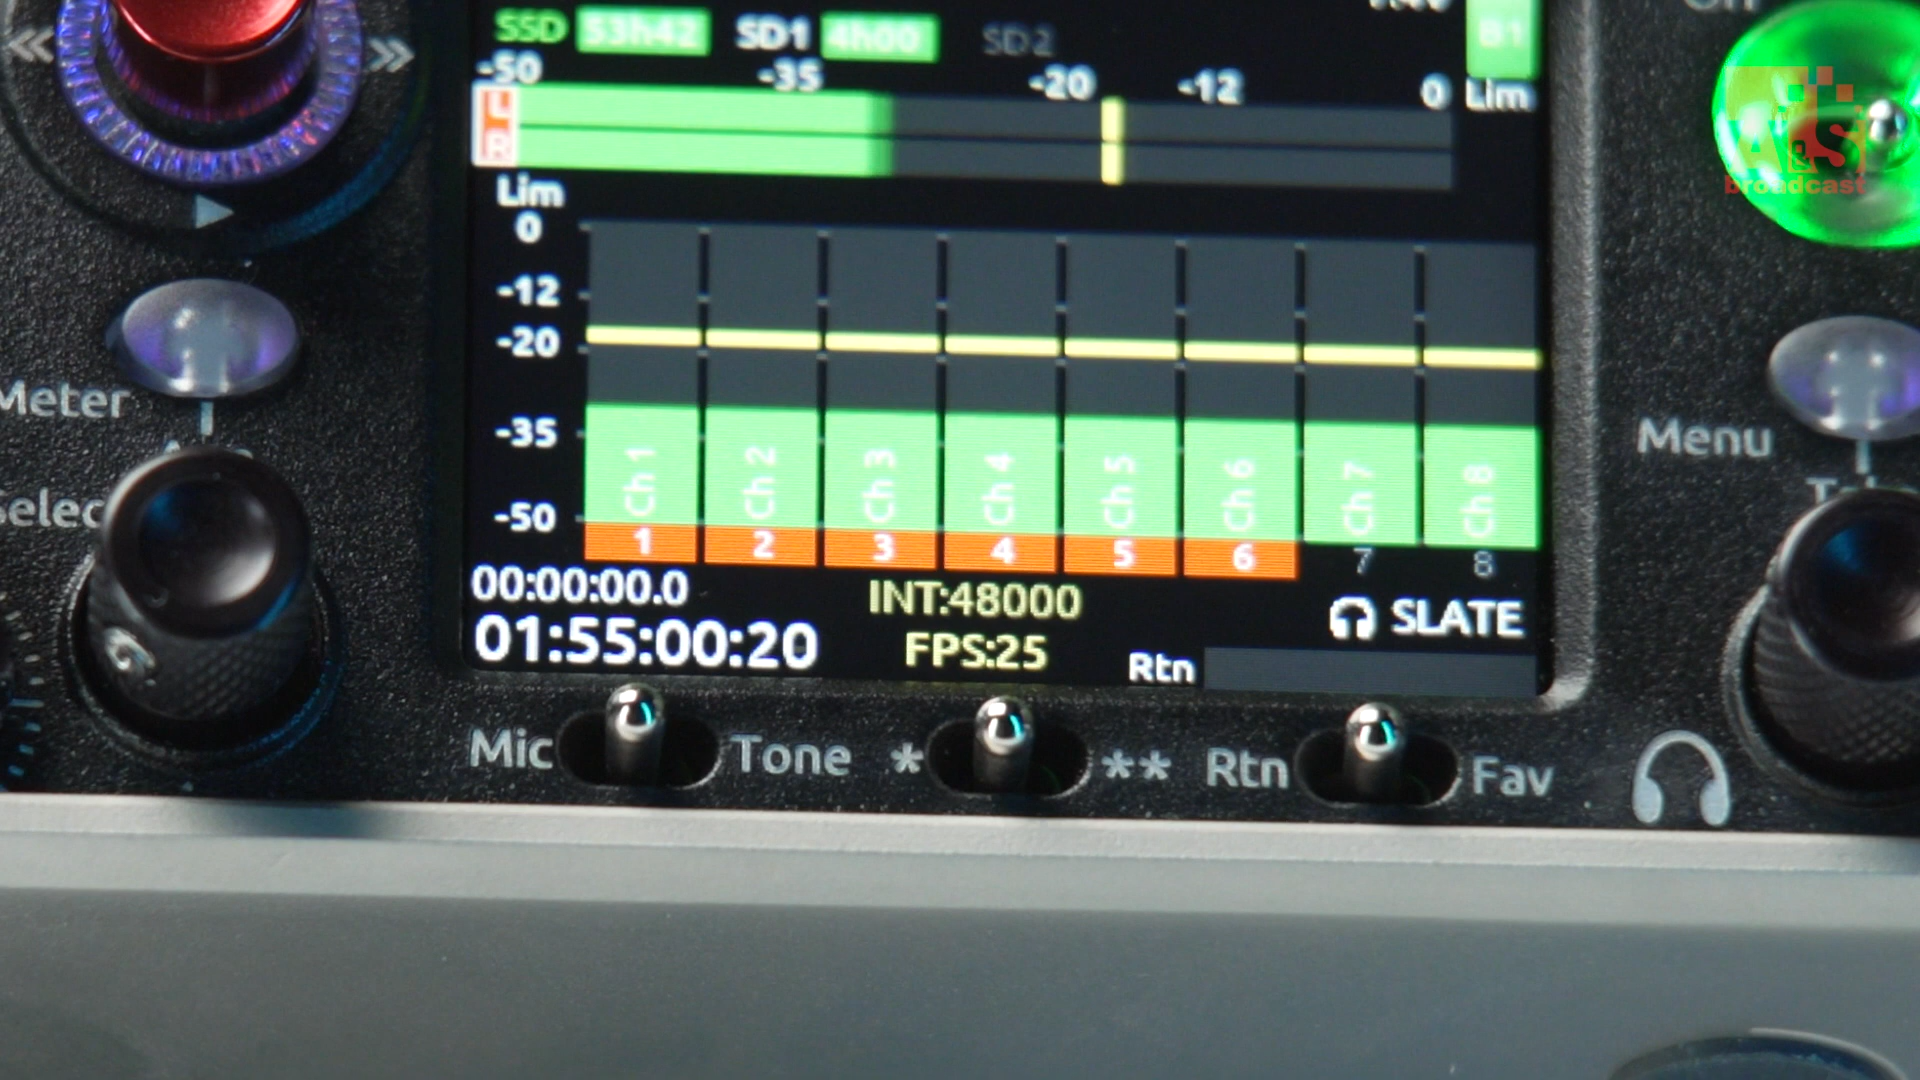 SSD 53h42 SD1 4h00 SD2
B1
-50 -35 -20 -12 0 Lim
L
R
Lim
0
-12
-20
-35
-50
Ch 1 Ch 2 Ch 3 Ch 4 Ch 5 Ch 6 Ch 7 Ch 8
1 2 3 4 5 6 7 8
00:00:00.0 INT:48000 SLATE
01:55:00:20 FPS:25 Rtn
Meter
Menu
Mic Tone * ** Rtn Fav
A&S
broadcast